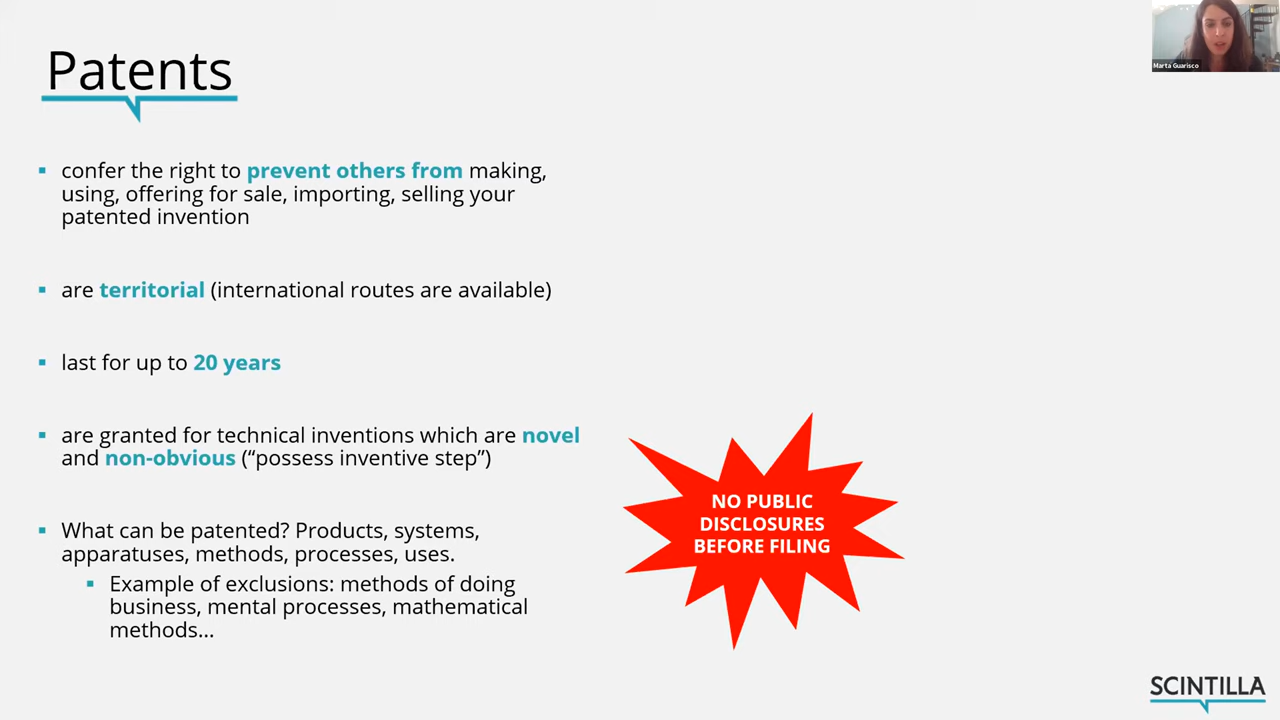 Patents
Marta Guarisco
confer the right to prevent others from making,
using, offering for sale, importing, selling your
patented invention
are territorial (international routes are available)
last for up to 20 years
are granted for technical inventions which are novel
and non-obvious (“possess inventive step”)
NO PUBLIC
DISCLOSURES
BEFORE FILING
What can be patented? Products, systems,
apparatuses, methods, processes, uses.
Example of exclusions: methods of doing
business, mental processes, mathematical
methods...
SCINTILLA